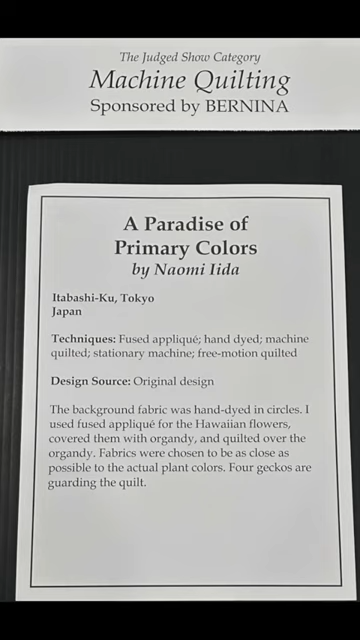 The Judged Show Category
Machine Quilting
Sponsored by BERNINA
A Paradise of
Primary Colors
by Naomi Iida
Itabashi-Ku, Tokyo
Japan
Techniques: Fused appliqué; hand dyed; machine
quilted; stationary machine; free-motion quilted
Design Source: Original design
The background fabric was hand-dyed in circles. I
used fused appliqué for the Hawaiian flowers,
covered them with organdy, and quilted over the
organdy. Fabrics were chosen to be as close as
possible to the actual plant colors. Four geckos are
guarding the quilt.